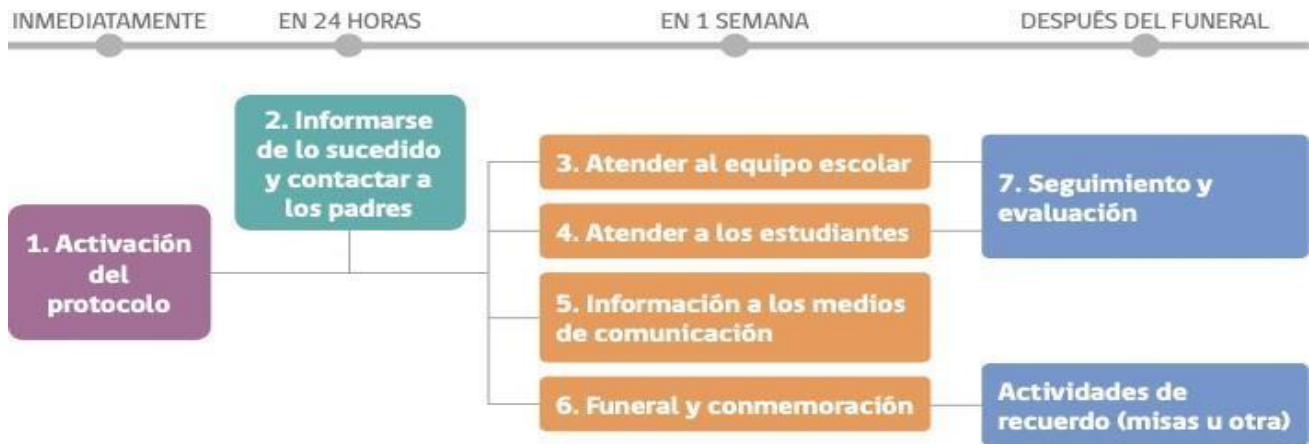 INMEDIATAMENTE
EN 24 HORAS
EN 1 SEMANA
DESPUÉS DEL FUNERAL
1. Activación
del
protocolo
2. Informarse
de lo sucedido
y contactar a
los padres
3. Atender al equipo escolar
4. Atender a los estudiantes
5. Información a los medios
de comunicación
6. Funeral y conmemoración
7. Seguimiento y
evaluación
Actividades de
recuerdo (misas u otra)